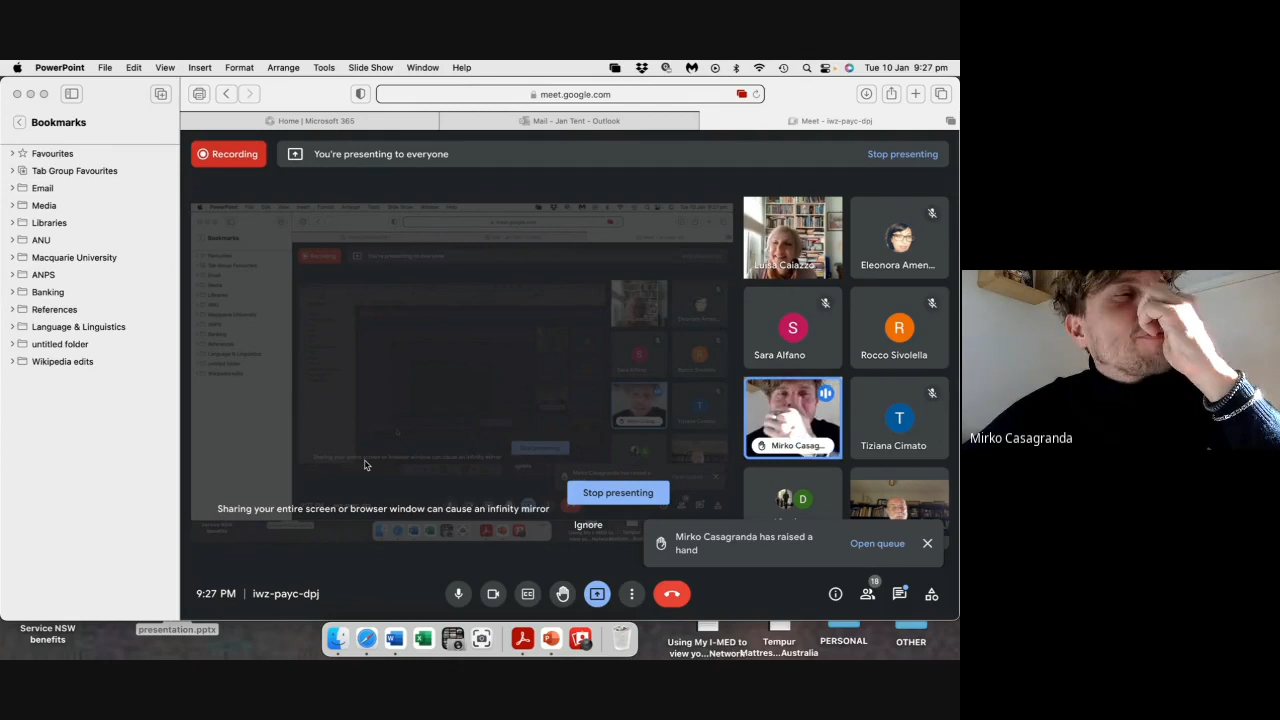 PowerPoint File Edit View Insert Format Arrange Tools Slide Show Window Help Tue 10 Jan 9:27 pm
meet.google.com
Bookmarks
Home | Microsoft 365 Mail - Jan Tent - Outlook Meet - iwz-payc-dpj
Favourites
Tab Group Favourites
Email
Media
Libraries
ANU
Macquarie University
ANPS
Banking
References
Language & Linguistics
untitled folder
Wikipedia edits
Recording You're presenting to everyone Stop presenting
Luisa Caiazzo Eleonora Amen...
S R
Sara Alfano Rocco Sivolella
T
Mirko Casag... Tiziana Cimato
D
Stop presenting
Sharing your entire screen or browser window can cause an infinity mirror
Ignore
Mirko Casagranda has raised a
hand
Open queue
9:27 PM | iwz-payc-dpj
18
Service NSW
benefits
presentation.pptx
Using My I-MED to
view yo...Network
Tempur
Mattres...Australia
PERSONAL
OTHER
Mirko Casagranda